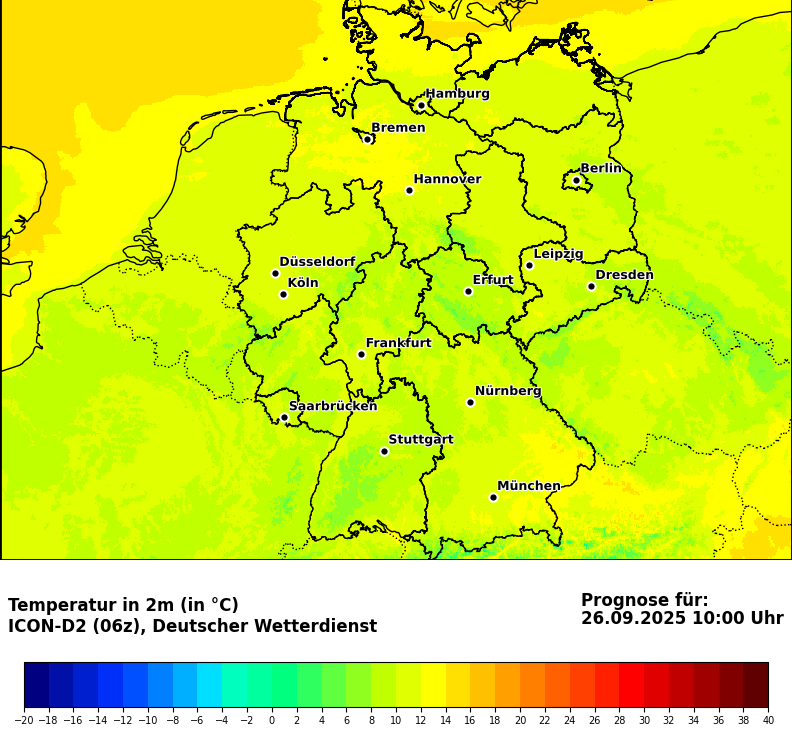 Hamburg
Bremen
Berlin
Hannover
Leipzig
Düsseldorf
Dresden
Köln
Erfurt
Frankfurt
Nürnberg
Saarbrücken
Stuttgart
München
Temperatur in 2m (in °C)
ICON-D2 (06z), Deutscher Wetterdienst
Prognose für:
26.09.2025 10:00 Uhr
−20 −18 −16 −14 −12 −10 −8 −6 −4 −2 0 2 4 6 8 10 12 14 16 18 20 22 24 26 28 30 32 34 36 38 40